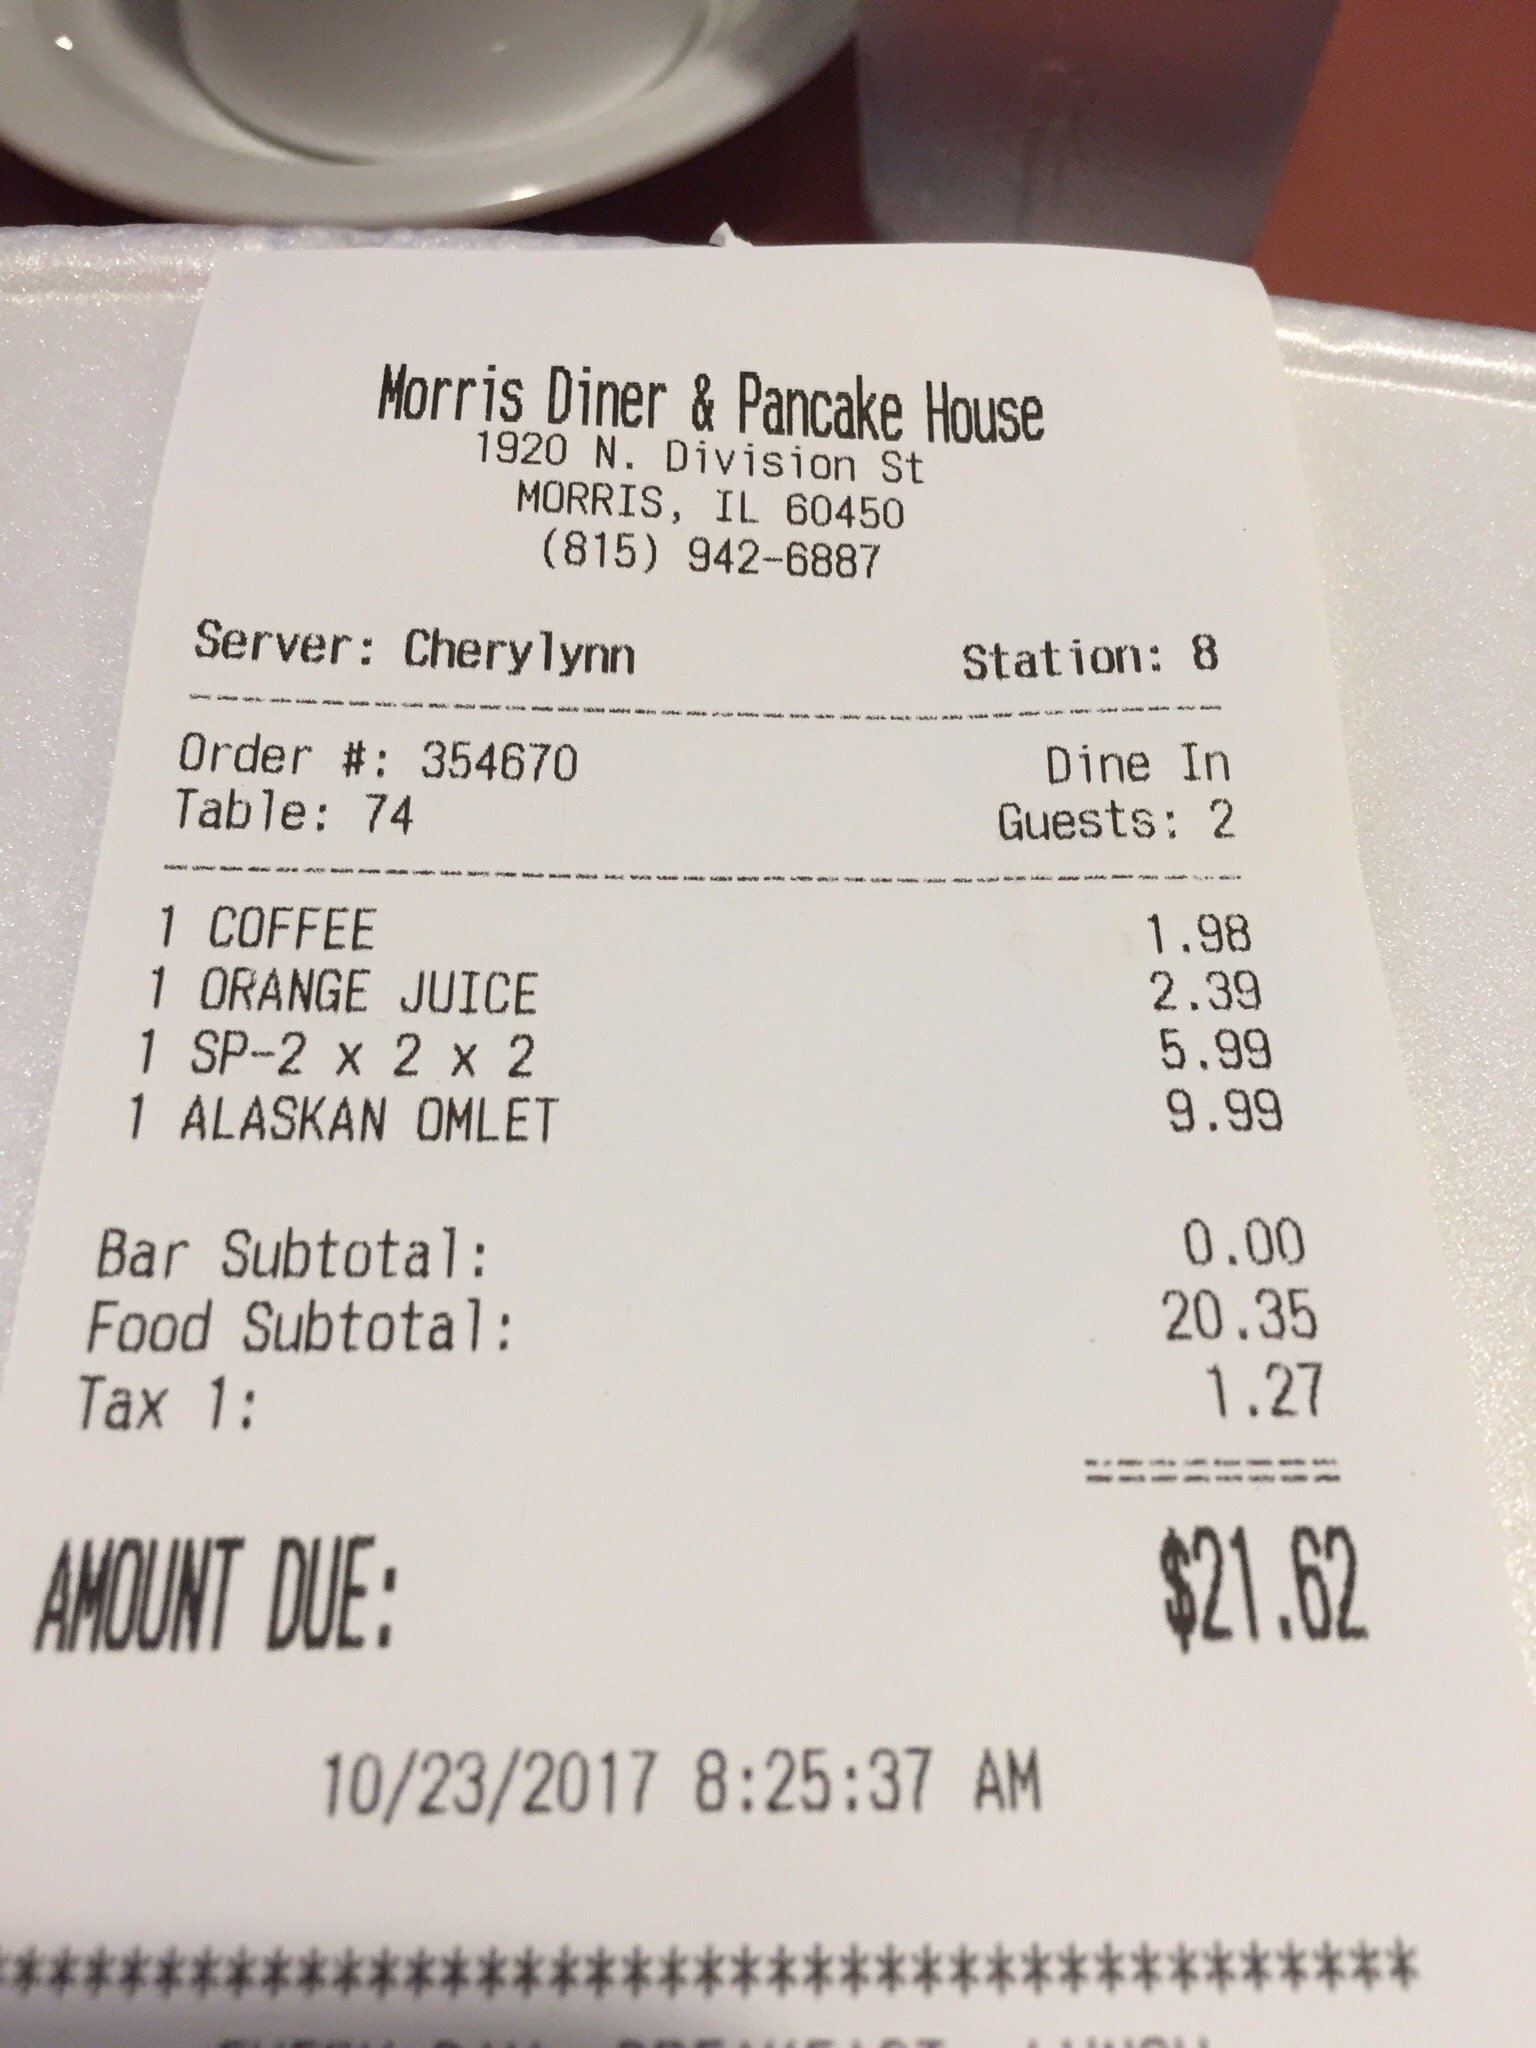 Morris Diner & Pancake House
1920 N. Division St
MORRIS, IL 60450
(815) 942-6887
Server: Cherylynn Station: 8
Order #: 354670 Dine In
Table: 74 Guests: 2
1 COFFEE 1.98
1 ORANGE JUICE 2.39
1 SP-2 x 2 x 2 5.99
1 ALASKAN OMLET 9.99
Bar Subtotal: 0.00
Food Subtotal: 20.35
Tax 1: 1.27
========
AMOUNT DUE: $21.62
10/23/2017 8:25:37 AM